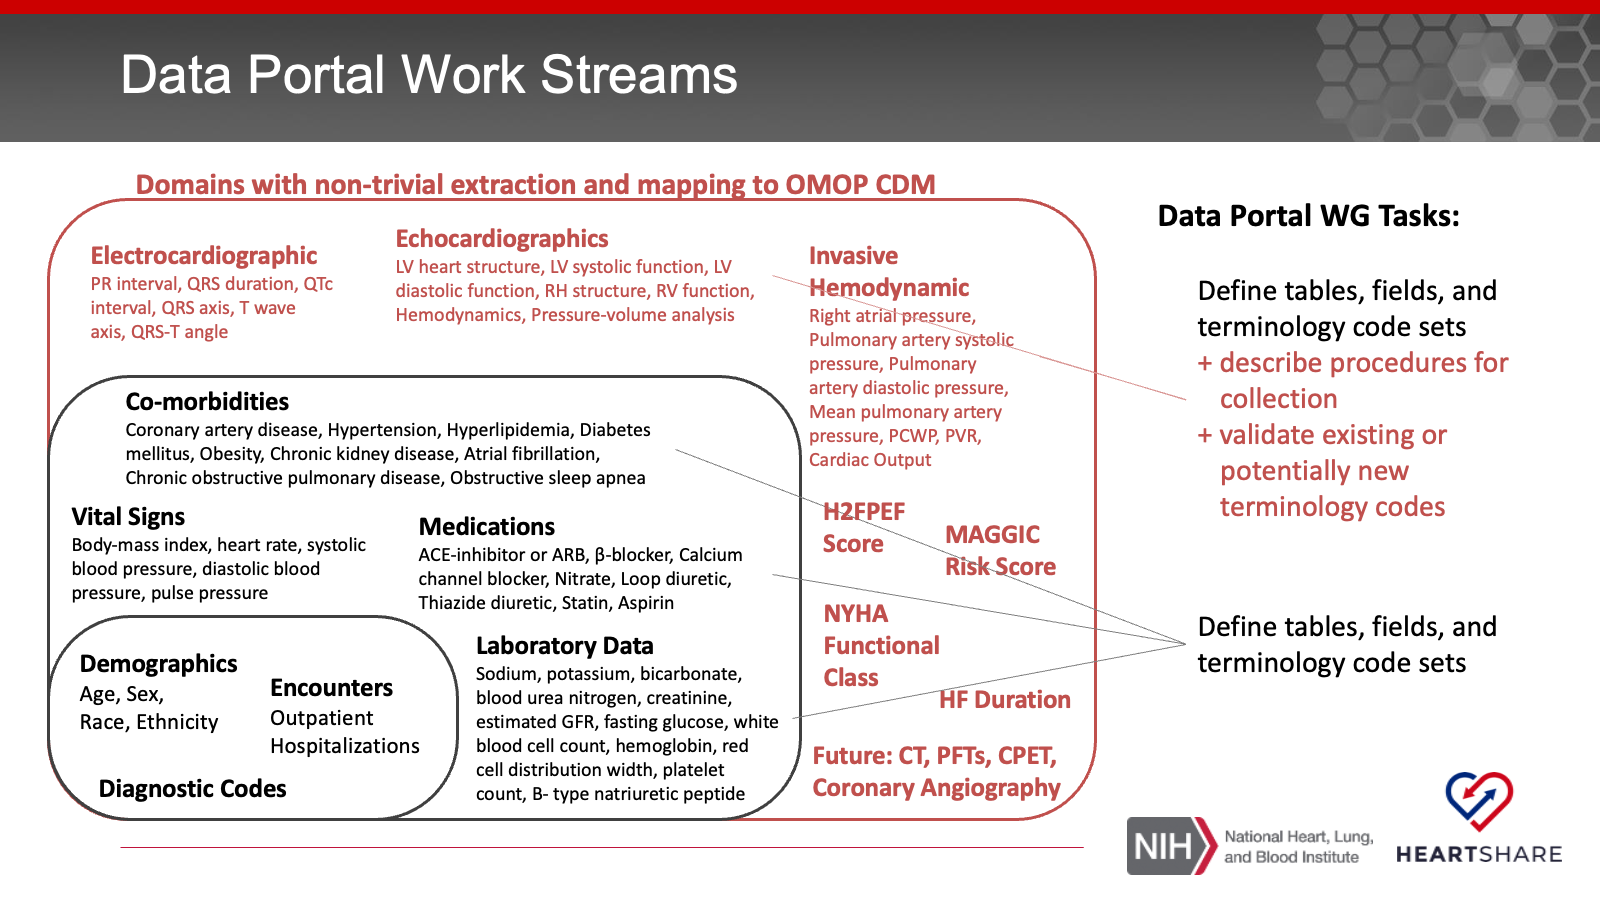 Data Portal Work Streams
Domains with non-trivial extraction and mapping to OMOP CDM
Electrocardiographic
PR interval, QRS duration, QTc
interval, QRS axis, T wave
axis, QRS-T angle
Echocardiographics
LV heart structure, LV systolic function, LV
diastolic function, RH structure, RV function,
Hemodynamics, Pressure-volume analysis
Invasive
Hemodynamic
Right atrial pressure,
Pulmonary artery systolic
pressure, Pulmonary
artery diastolic pressure,
Mean pulmonary artery
pressure, PCWP, PVR,
Cardiac Output
Co-morbidities
Coronary artery disease, Hypertension, Hyperlipidemia, Diabetes
mellitus, Obesity, Chronic kidney disease, Atrial fibrillation,
Chronic obstructive pulmonary disease, Obstructive sleep apnea
Vital Signs
Body-mass index, heart rate, systolic
blood pressure, diastolic blood
pressure, pulse pressure
Medications
ACE-inhibitor or ARB, β-blocker, Calcium
channel blocker, Nitrate, Loop diuretic,
Thiazide diuretic, Statin, Aspirin
H2FPEF
Score
MAGGIC
Risk Score
NYHA
Functional
Class
HF Duration
Future: CT, PFTs, CPET,
Coronary Angiography
Demographics
Age, Sex,
Race, Ethnicity
Encounters
Outpatient
Hospitalizations
Diagnostic Codes
Laboratory Data
Sodium, potassium, bicarbonate,
blood urea nitrogen, creatinine,
estimated GFR, fasting glucose, white
blood cell count, hemoglobin, red
cell distribution width, platelet
count, B- type natriuretic peptide
Data Portal WG Tasks:
Define tables, fields, and
terminology code sets
+ describe procedures for
collection
+ validate existing or
potentially new
terminology codes
Define tables, fields, and
terminology code sets
NIH
National Heart, Lung,
and Blood Institute
HEARTSHARE